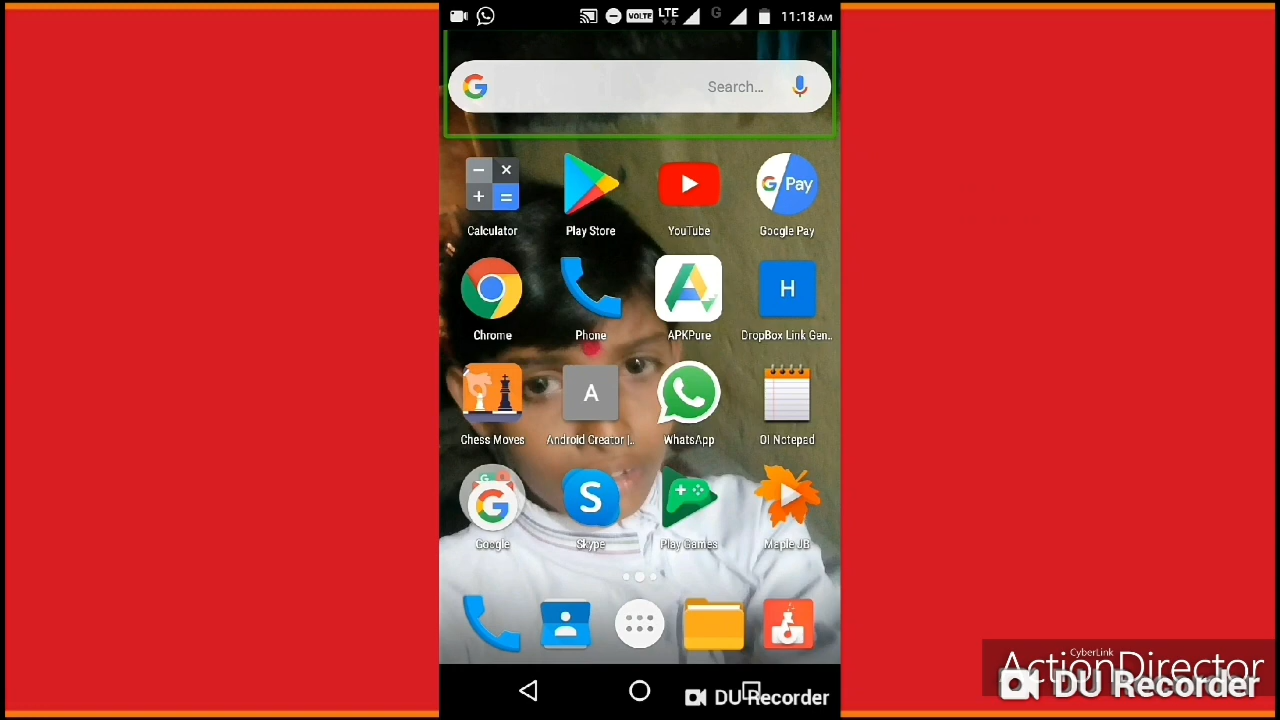 VOLTE LTE G 11:18 AM
G Search...
Calculator Play Store YouTube G Pay Google Pay
Chrome Phone APKPure H DropBox Link Gen..
Chess Moves A Android Creator |.. WhatsApp OI Notepad
G Google S Skype Play Games Maple JB
CyberLink
ActionDirector
DU Recorder
DU Recorder